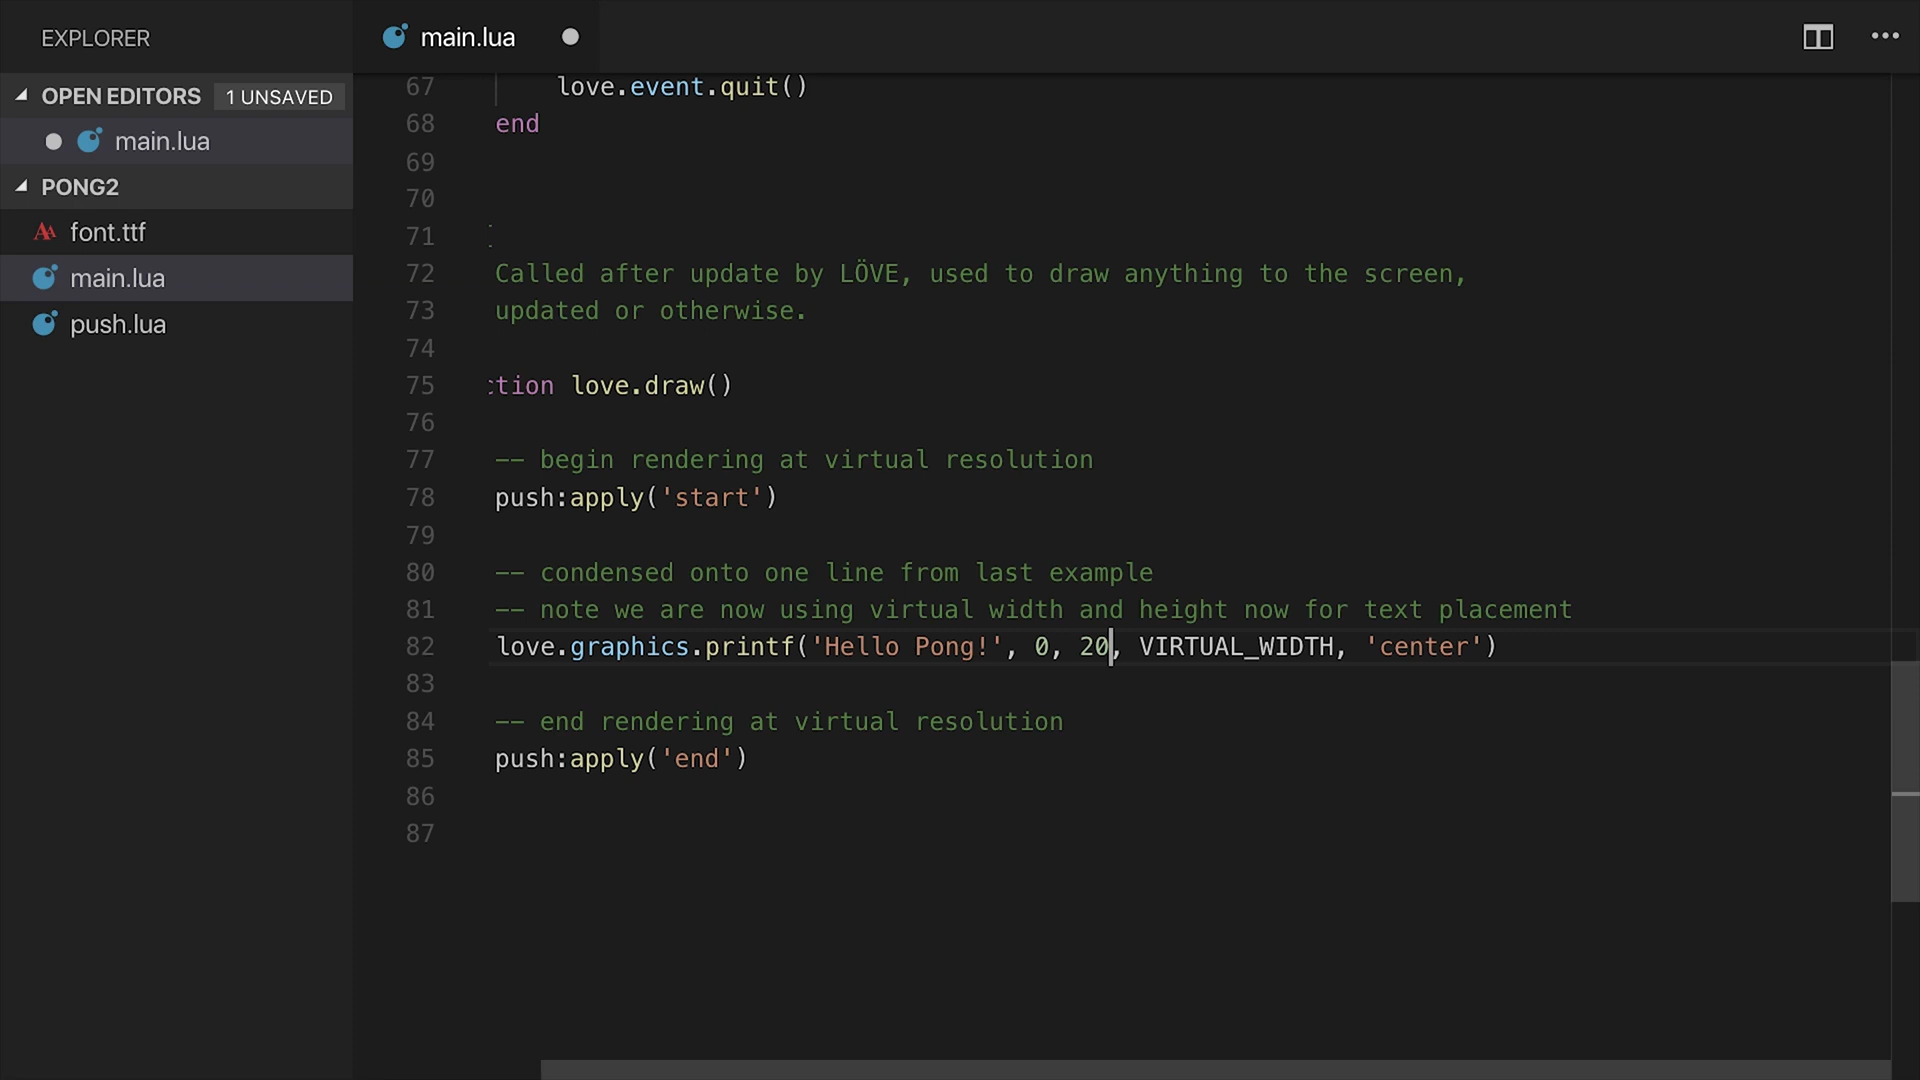 EXPLORER
main.lua
OPEN EDITORS 1 UNSAVED
main.lua
PONG2
font.ttf
main.lua
push.lua
67 love.event.quit()
68 end
69
70
71
72 Called after update by LÖVE, used to draw anything to the screen,
73 updated or otherwise.
74
75 tion love.draw()
76
77 -- begin rendering at virtual resolution
78 push:apply('start')
79
80 -- condensed onto one line from last example
81 -- note we are now using virtual width and height now for text placement
82 love.graphics.printf('Hello Pong!', 0, 20, VIRTUAL_WIDTH, 'center')
83
84 -- end rendering at virtual resolution
85 push:apply('end')
86
87